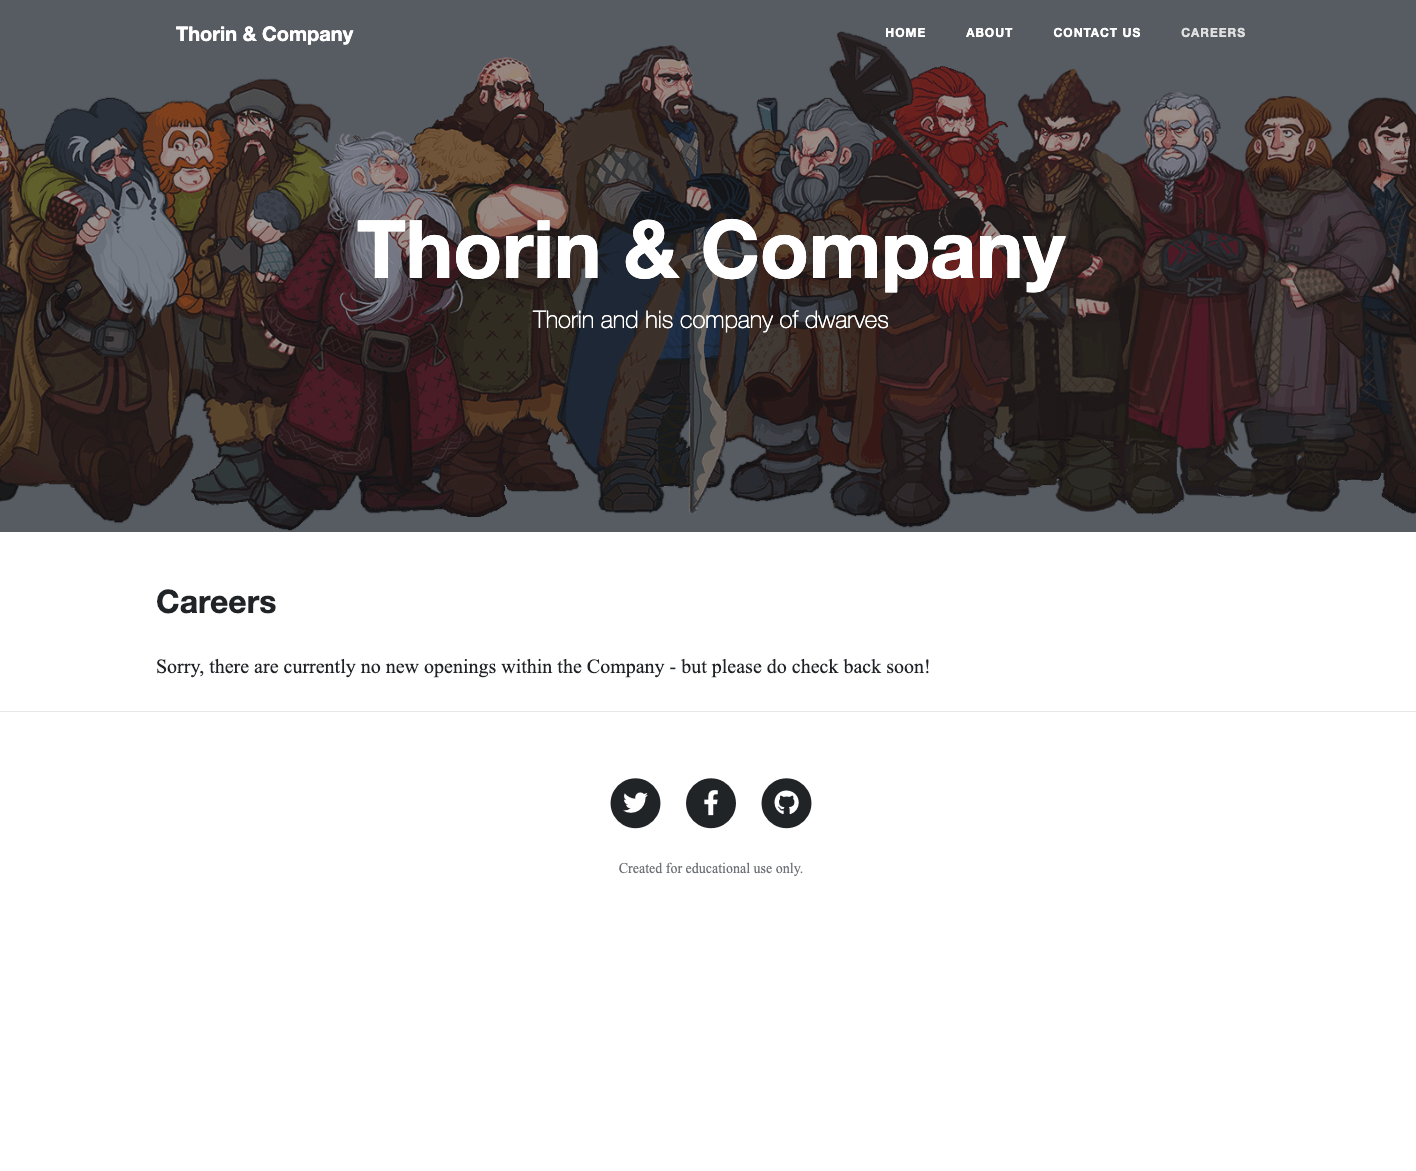 Thorin & Company
HOME ABOUT CONTACT US CAREERS
Thorin & Company
Thorin and his company of dwarves
Careers
Sorry, there are currently no new openings within the Company - but please do check back soon!
Created for educational use only.